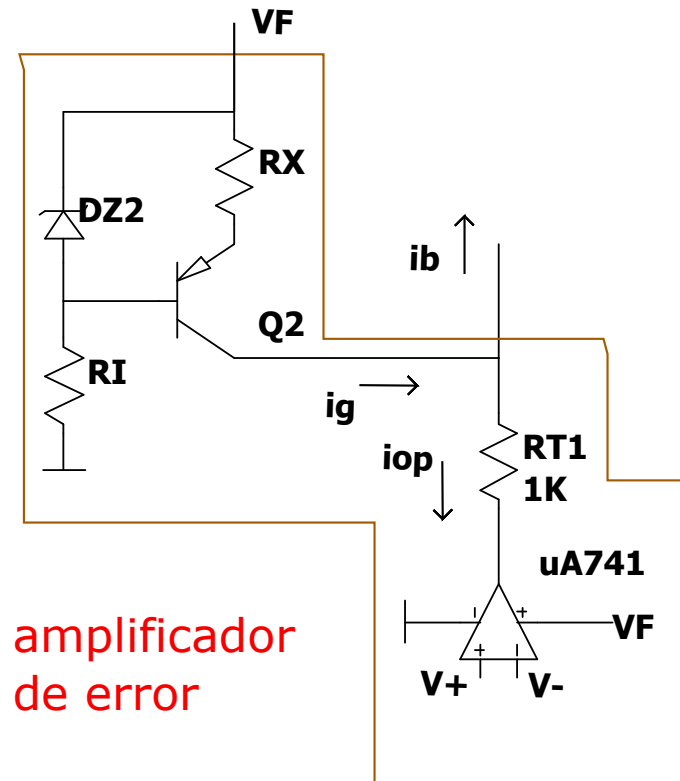 VF
RX
DZ2
ib
Q2
RI
ig
RT1
iop
1K
uA741
amplificador
de error
VF
V+
V-